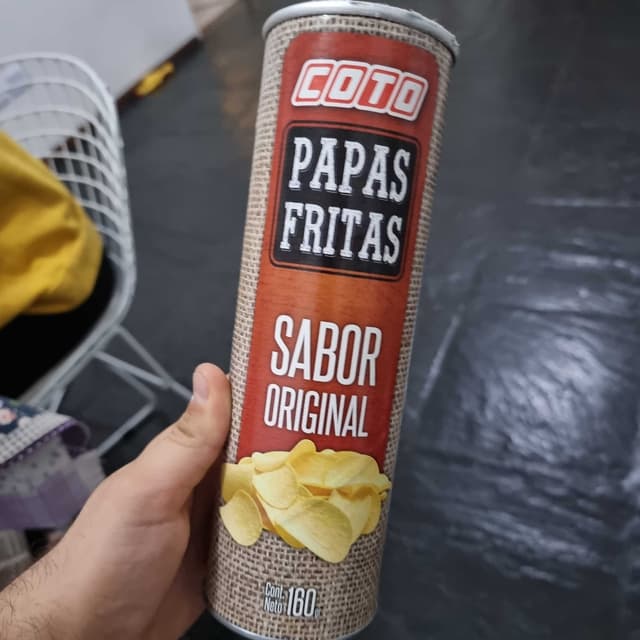 COTO
PAPAS
FRITAS
SABOR
ORIGINAL
Cont.
Neto 160